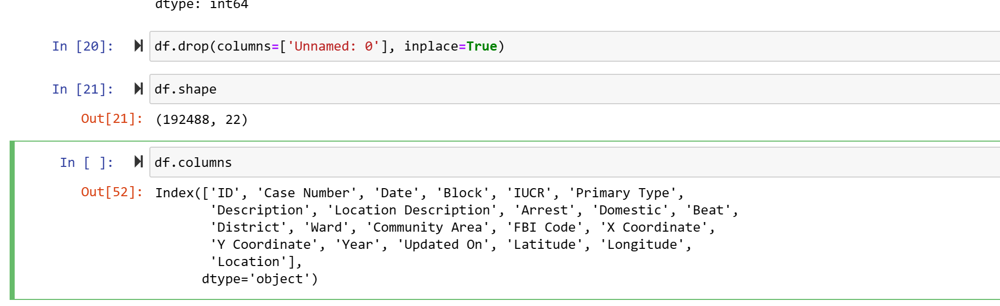 dtype: int64
In [20]: df.drop(columns=['Unnamed: 0'], inplace=True)
In [21]: df.shape
Out[21]: (192488, 22)
In [ ]: df.columns
Out[52]: Index(['ID', 'Case Number', 'Date', 'Block', 'IUCR', 'Primary Type',
'Description', 'Location Description', 'Arrest', 'Domestic', 'Beat',
'District', 'Ward', 'Community Area', 'FBI Code', 'X Coordinate',
'Y Coordinate', 'Year', 'Updated On', 'Latitude', 'Longitude',
'Location'],
dtype='object')